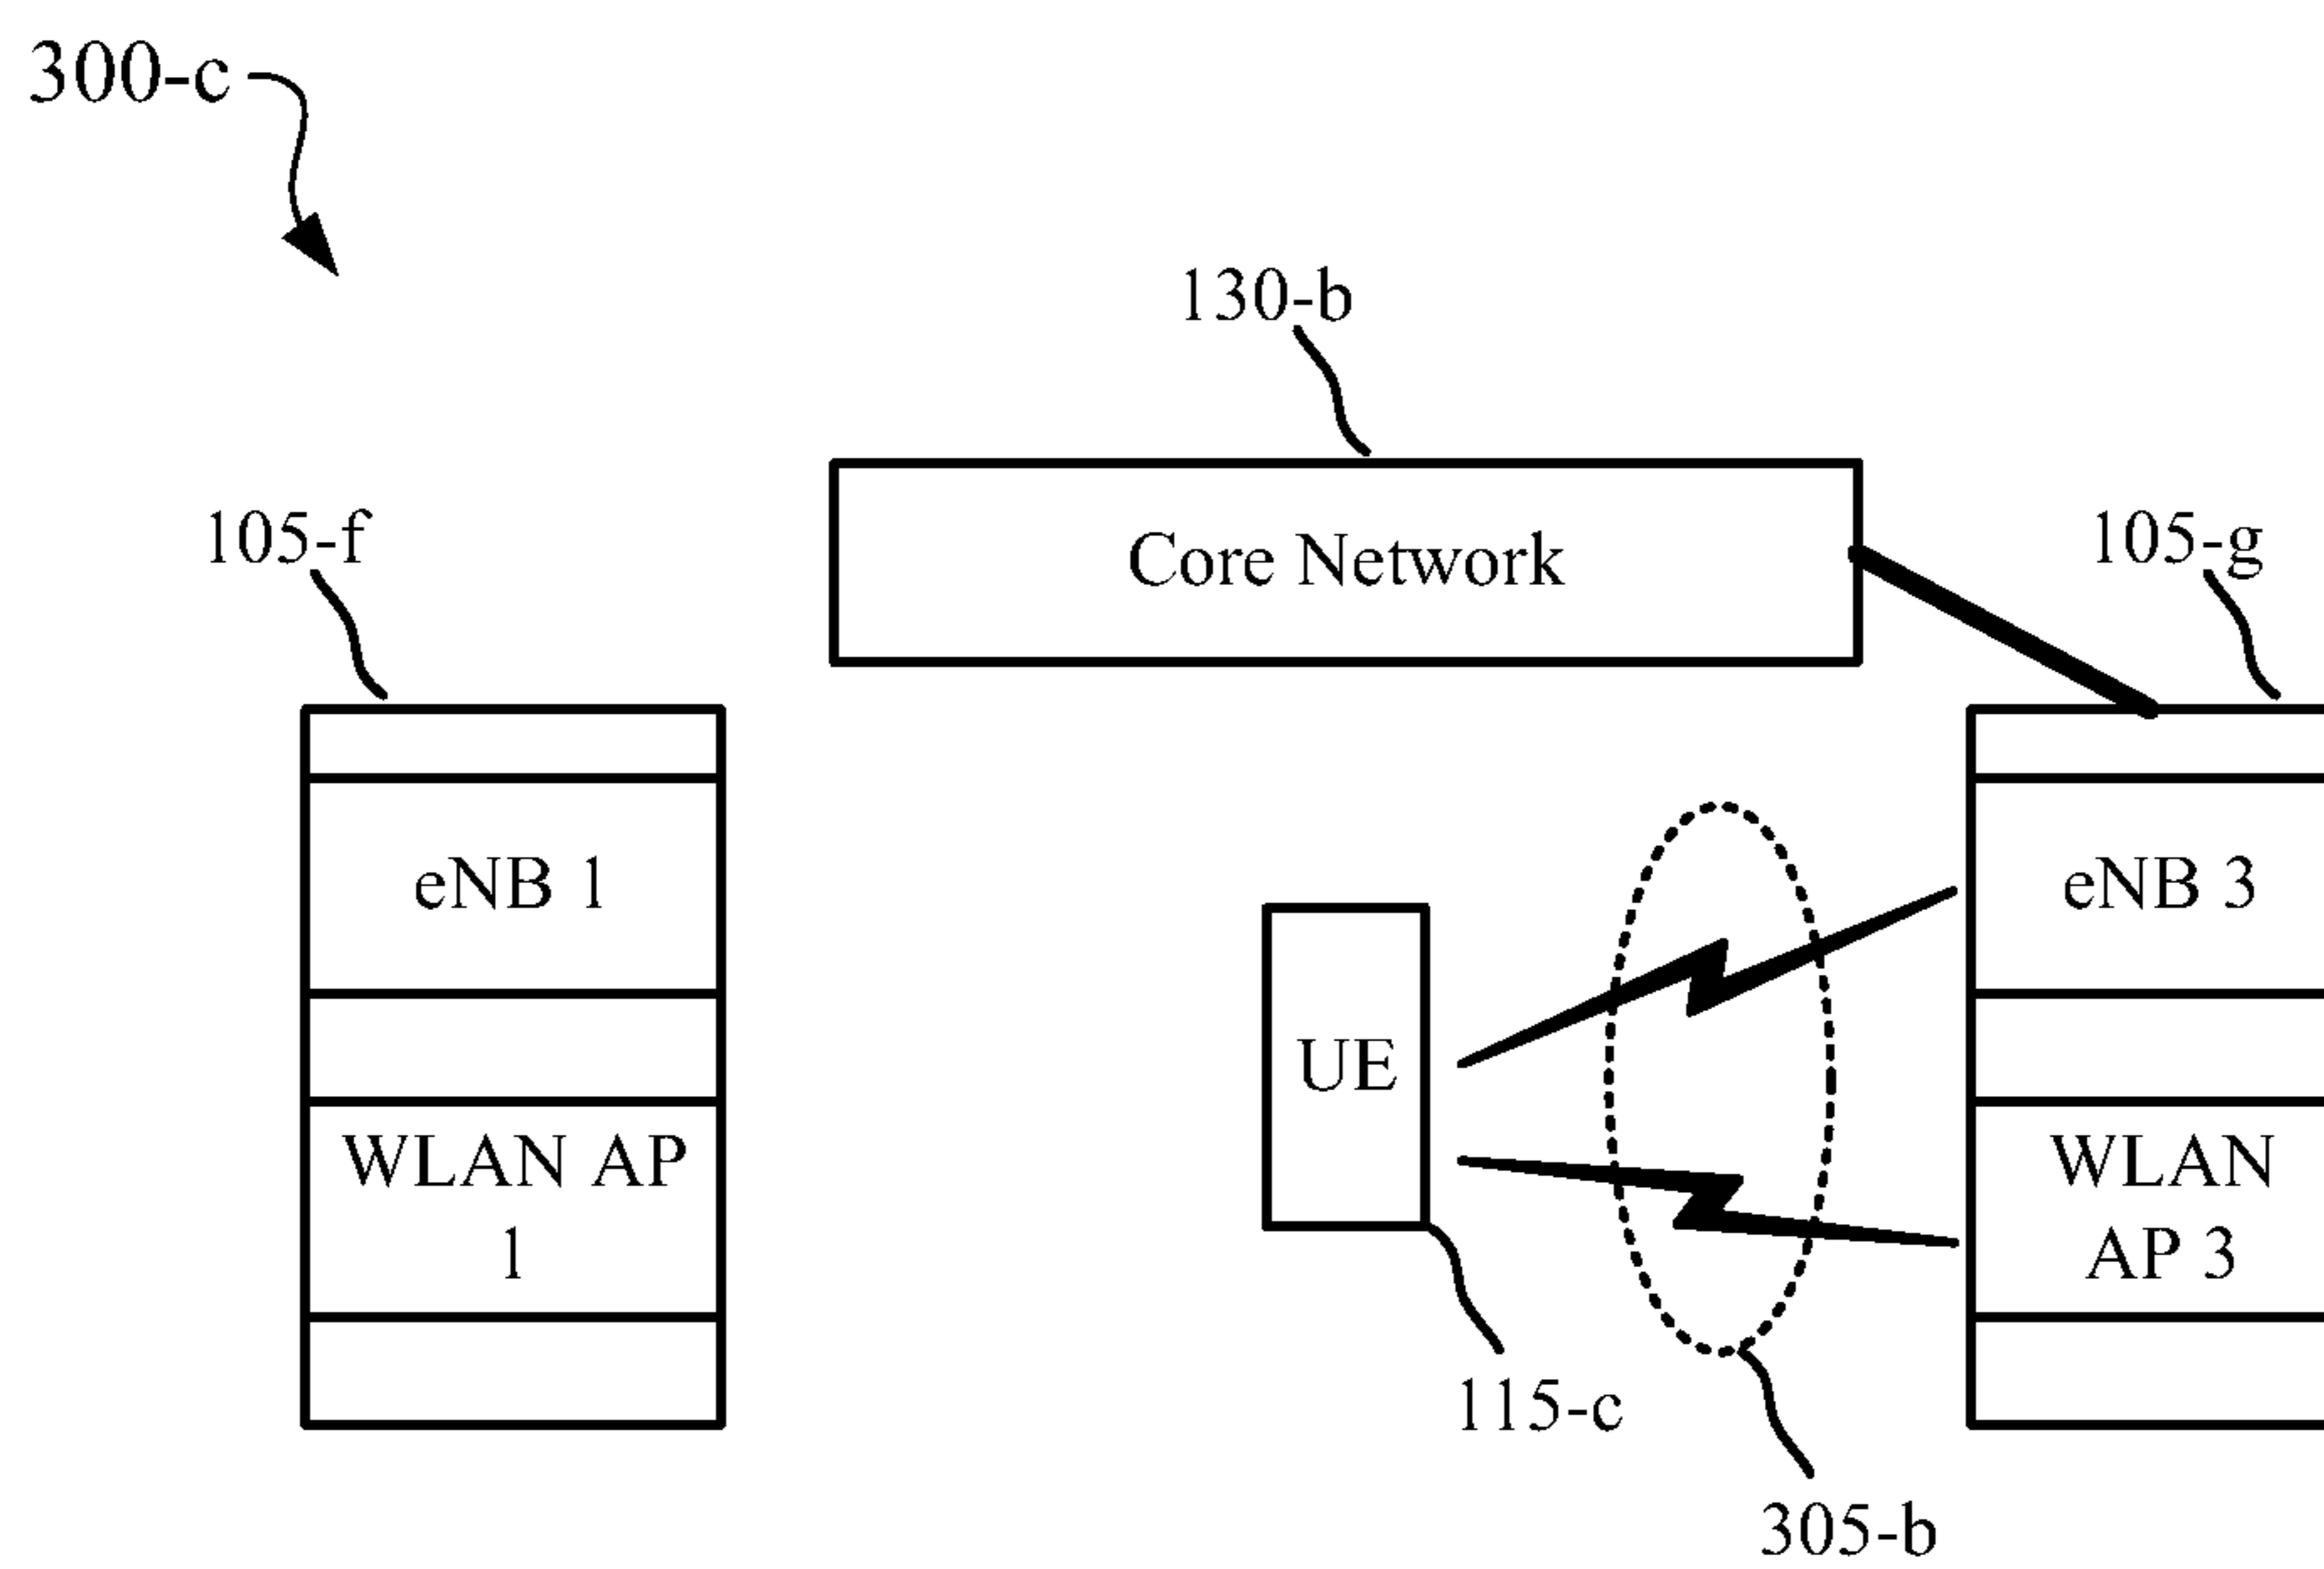 300-c
130-b
105-f
Core Network
105-g
eNB 1
eNB 3
UE
WLAN AP
1
WLAN
AP 3
115-c
305-b